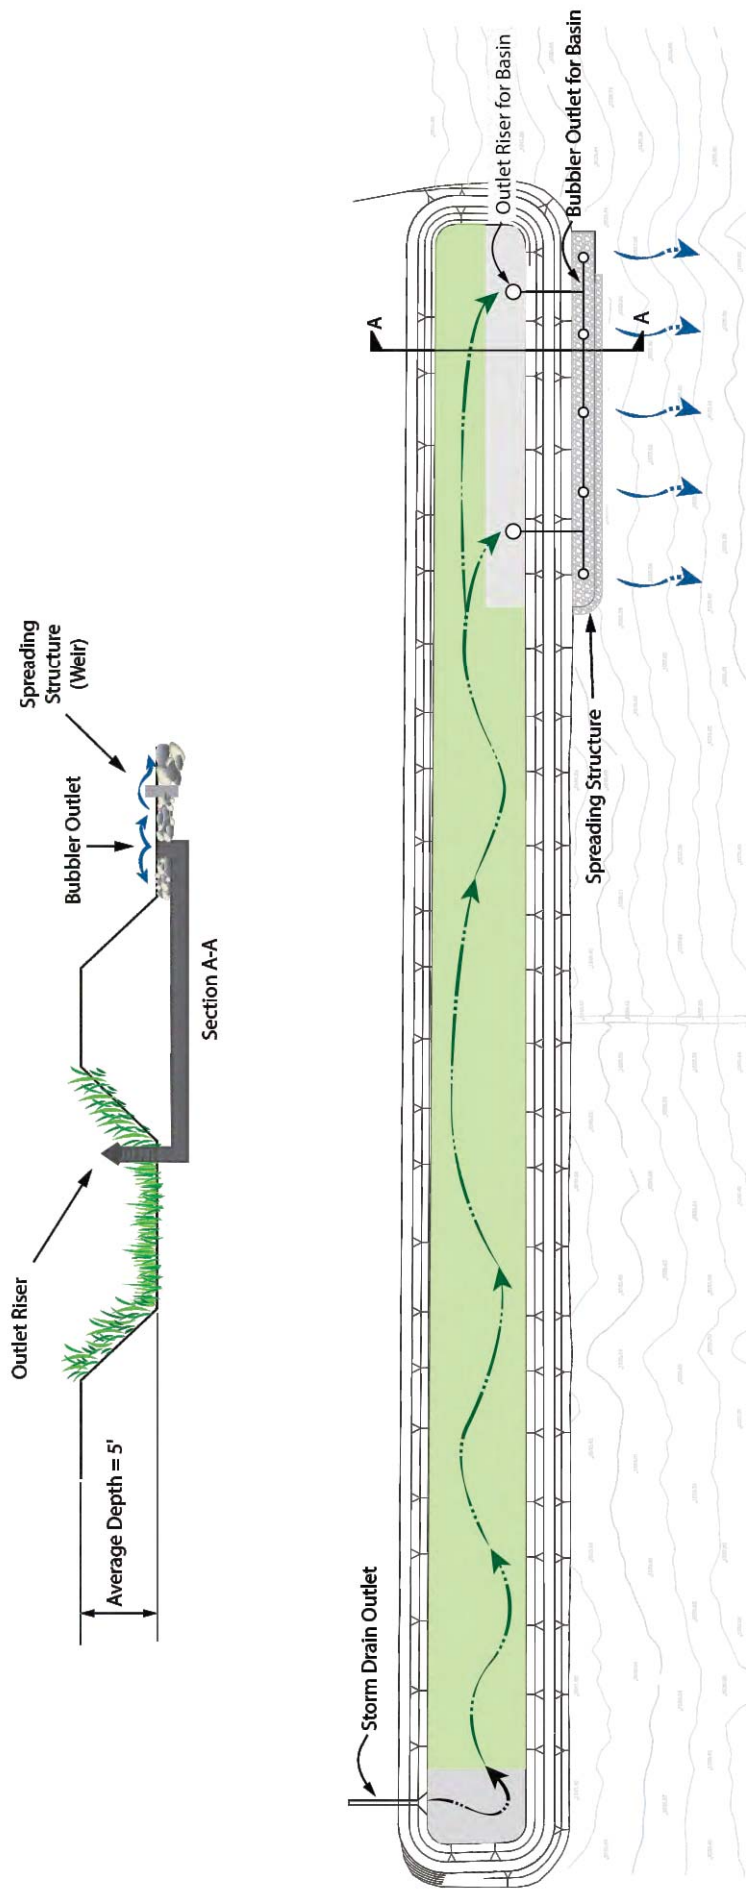 Outlet Riser
Average Depth = 5'
Bubbler Outlet
Spreading
Structure
(Weir)
Section A-A
Storm Drain Outlet
A
A
Outlet Riser for Basin
Bubbler Outlet for Basin
Spreading Structure